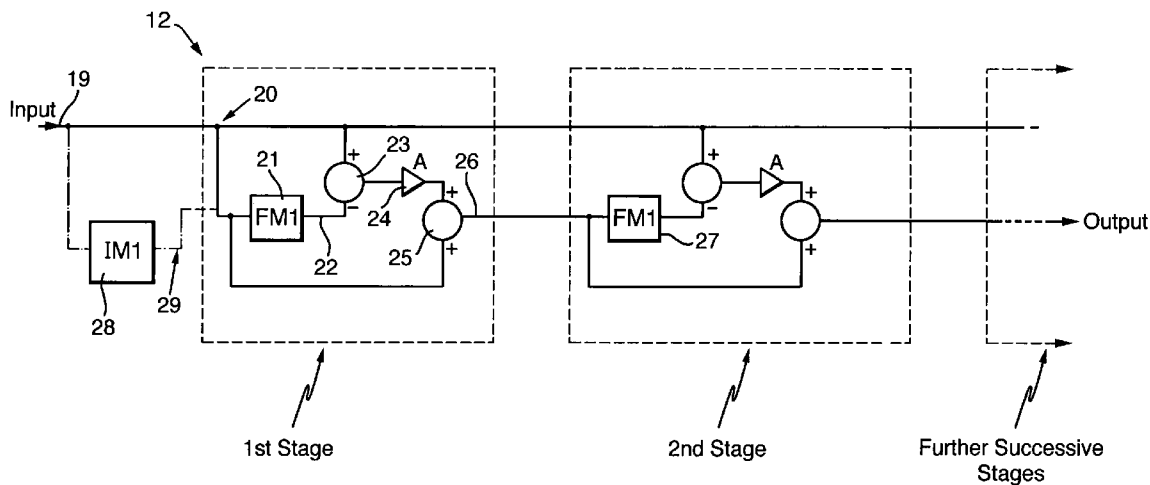 12
19
Input
20
21
+
23
A
FM1
−
24
+
26
22
25
+
IM1
28
29
+
A
FM1
−
27
+
+
Output
1st Stage
2nd Stage
Further Successive
Stages